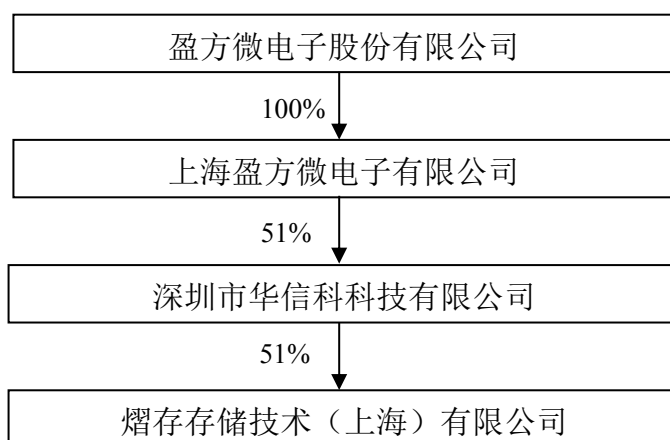 盈方微电子股份有限公司
100%
上海盈方微电子有限公司
51%
深圳市华信科科技有限公司
51%
熠存存储技术（上海）有限公司